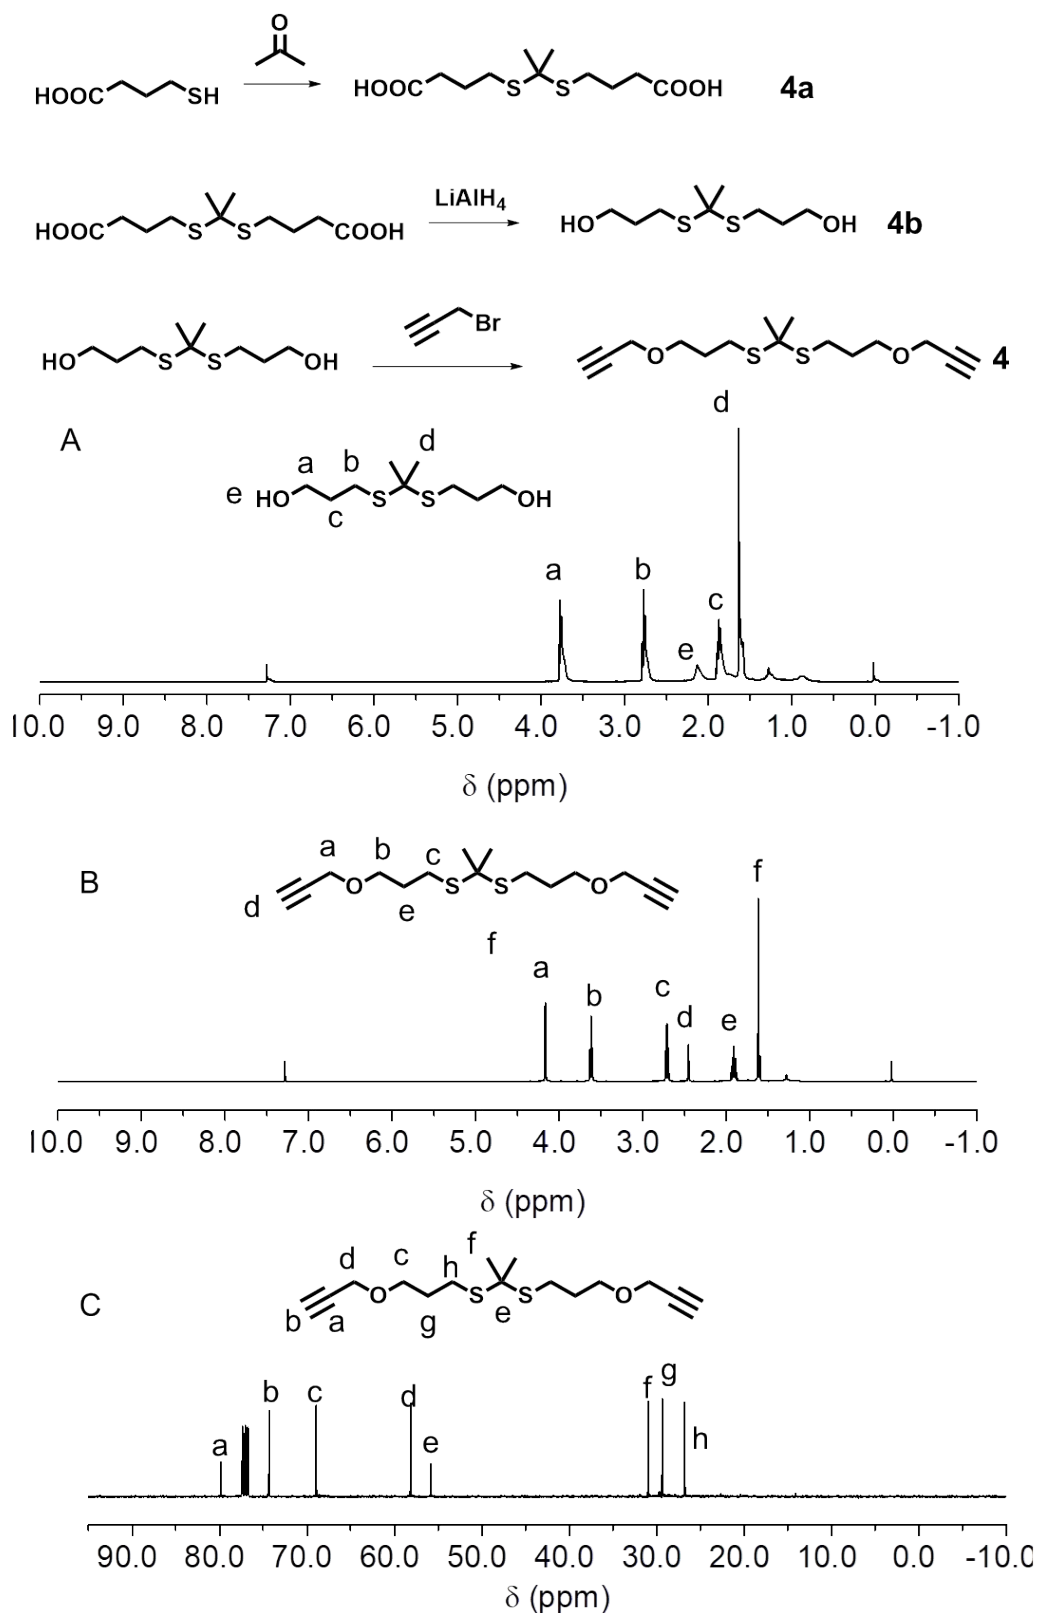 O
HOOC SH HOOC S S COOH 4a
HOOC S S COOH LiAlH4 HO S S OH 4b
HO S S OH Br O S S O 4
A
d
a b d
e HO S S OH
c
a b e c
10.0 9.0 8.0 7.0 6.0 5.0 4.0 3.0 2.0 1.0 0.0 -1.0
δ (ppm)
B
a b c
O S S O
d e
f
f
a b c d e
10.0 9.0 8.0 7.0 6.0 5.0 4.0 3.0 2.0 1.0 0.0 -1.0
δ (ppm)
C
d c h f
O S S O
b a g e
a b c d e f g h
90.0 80.0 70.0 60.0 50.0 40.0 30.0 20.0 10.0 0.0 -10.0
δ (ppm)